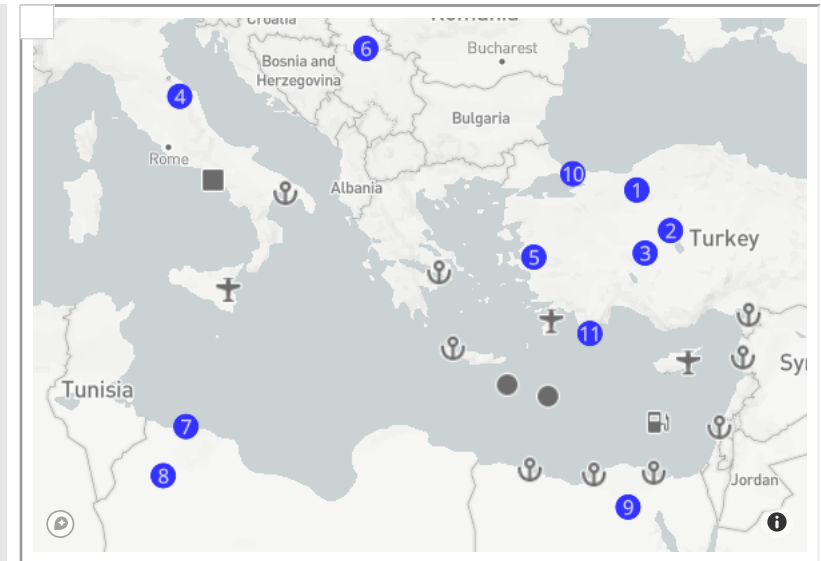 Croatia
Romania
6
Bucharest
Bosnia and
Herzegovina
4
Bulgaria
Rome
10
Albania
1
2
Turkey
3
5
11
Syr
Tunisia
7
8
Jordan
9
i